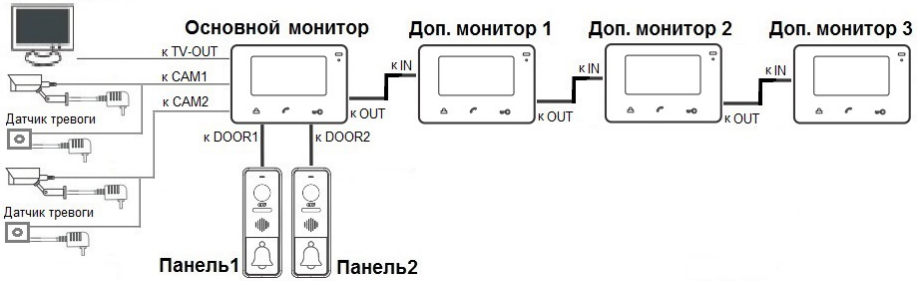 Основной монитор
Доп. монитор 1
Доп. монитор 2
Доп. монитор 3
к TV-OUT
к CAM1
к CAM2
Датчик тревоги
Датчик тревоги
к IN
к OUT
к IN
к OUT
к IN
к OUT
к DOOR1
к DOOR2
Панель1
Панель2